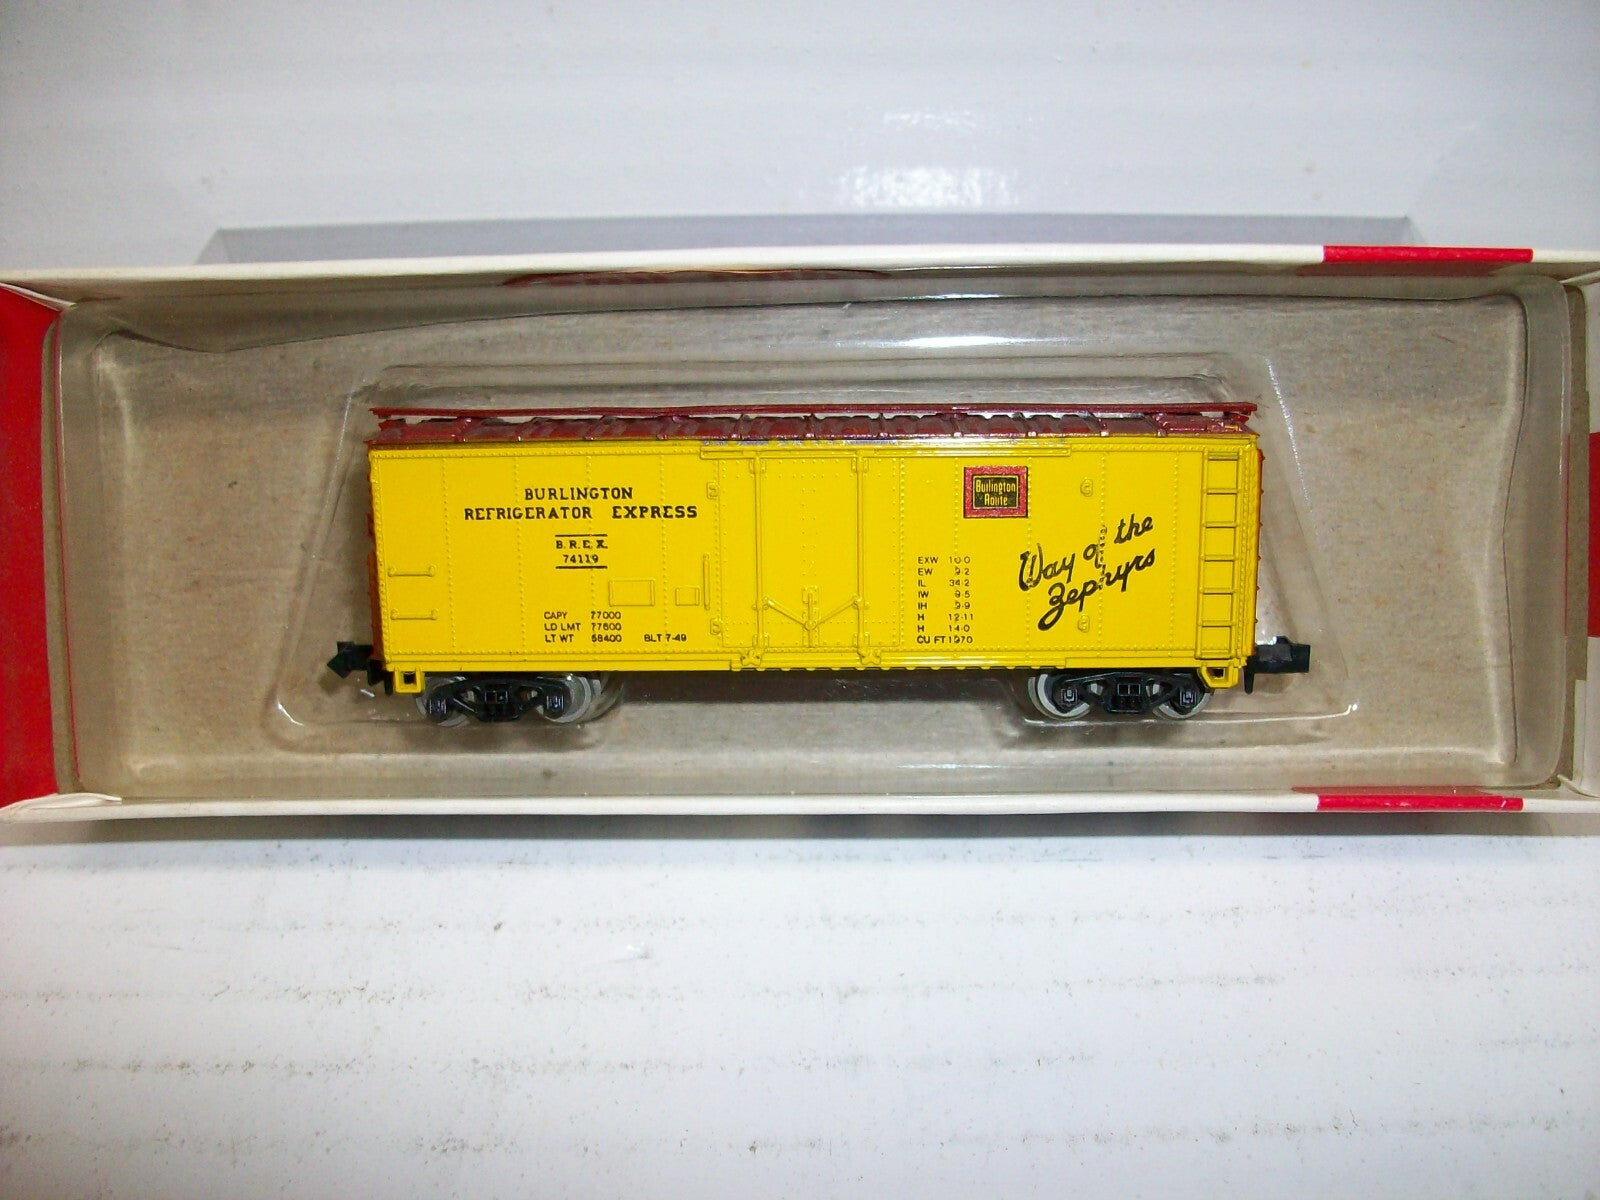 BURLINGTON
REFRIGERATOR EXPRESS
B.R.E.X.
74119
CAPY 77000
LD LMT 77600
LT WT 58400 BLT 7-49
Burlington
Route
Way of the
Zephyrs
EXW 10-0
EW 9-2
IL 34-2
IW 9-5
IH 9-9
H 12-11
H 14-0
CU FT 1970